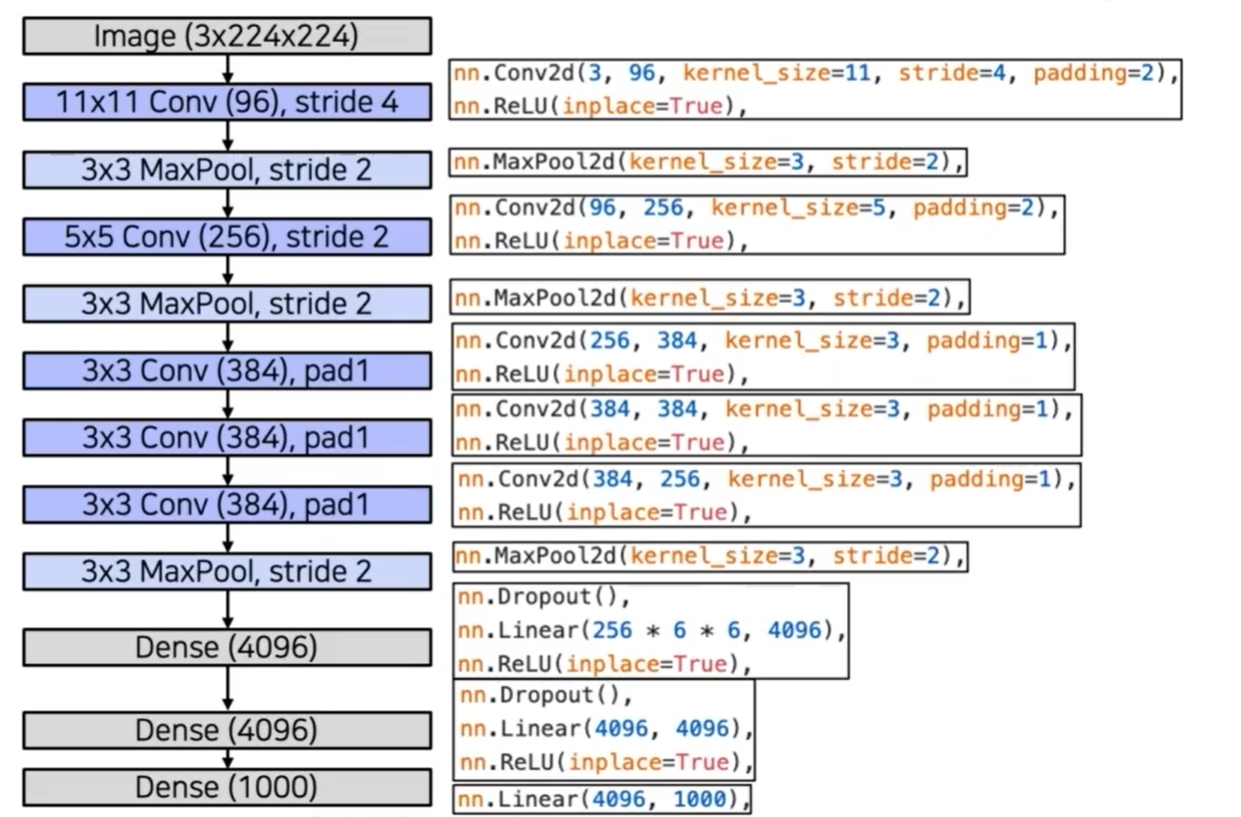 Image (3x224x224)
11x11 Conv (96), stride 4
nn.Conv2d(3, 96, kernel_size=11, stride=4, padding=2),
nn.ReLU(inplace=True),
3x3 MaxPool, stride 2
nn.MaxPool2d(kernel_size=3, stride=2),
5x5 Conv (256), stride 2
nn.Conv2d(96, 256, kernel_size=5, padding=2),
nn.ReLU(inplace=True),
3x3 MaxPool, stride 2
nn.MaxPool2d(kernel_size=3, stride=2),
3x3 Conv (384), pad1
nn.Conv2d(256, 384, kernel_size=3, padding=1),
nn.ReLU(inplace=True),
3x3 Conv (384), pad1
nn.Conv2d(384, 384, kernel_size=3, padding=1),
nn.ReLU(inplace=True),
3x3 Conv (384), pad1
nn.Conv2d(384, 256, kernel_size=3, padding=1),
nn.ReLU(inplace=True),
3x3 MaxPool, stride 2
nn.MaxPool2d(kernel_size=3, stride=2),
Dense (4096)
nn.Dropout(),
nn.Linear(256 * 6 * 6, 4096),
nn.ReLU(inplace=True),
Dense (4096)
nn.Dropout(),
nn.Linear(4096, 4096),
nn.ReLU(inplace=True),
Dense (1000)
nn.Linear(4096, 1000),